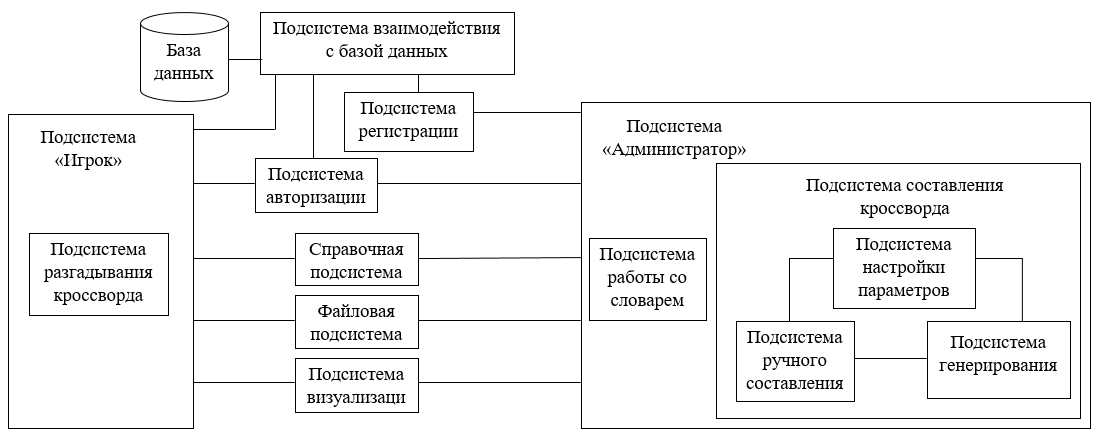 База
данных
Подсистема взаимодействия
с базой данных
Подсистема
регистрации
Подсистема
«Игрок»
Подсистема
«Администратор»
Подсистема
авторизации
Подсистема составления
кроссворда
Подсистема
разгадывания
кроссворда
Справочная
подсистема
Подсистема
работы со
словарем
Подсистема
настройки
параметров
Файловая
подсистема
Подсистема
ручного
составления
Подсистема
генерирования
Подсистема
визуализаци